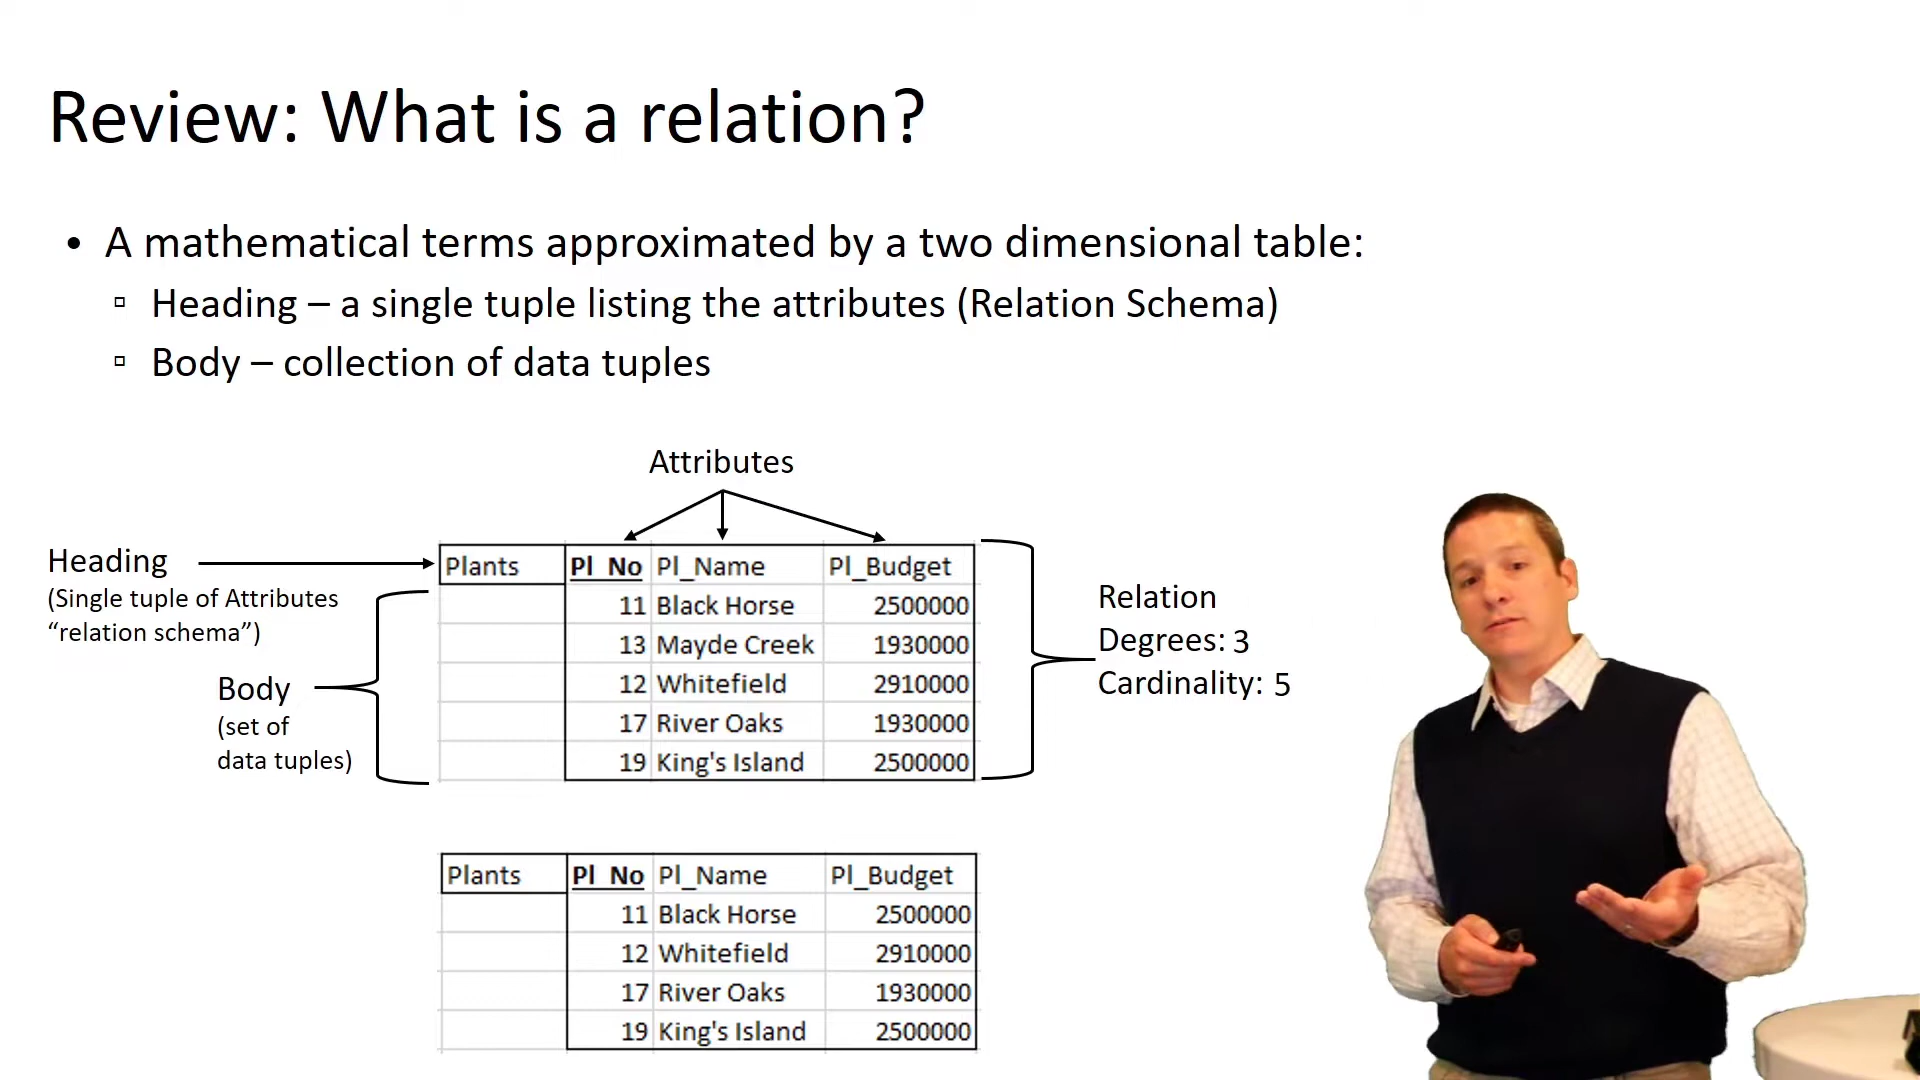 Review: What is a relation?
• A mathematical terms approximated by a two dimensional table:
▫ Heading – a single tuple listing the attributes (Relation Schema)
▫ Body – collection of data tuples
Attributes
Heading
(Single tuple of Attributes
“relation schema”)
Body
(set of
data tuples)
Plants Pl_No Pl_Name Pl_Budget
11 Black Horse 2500000
13 Mayde Creek 1930000
12 Whitefield 2910000
17 River Oaks 1930000
19 King's Island 2500000
Relation
Degrees: 3
Cardinality: 5
Plants Pl_No Pl_Name Pl_Budget
11 Black Horse 2500000
12 Whitefield 2910000
17 River Oaks 1930000
19 King's Island 2500000